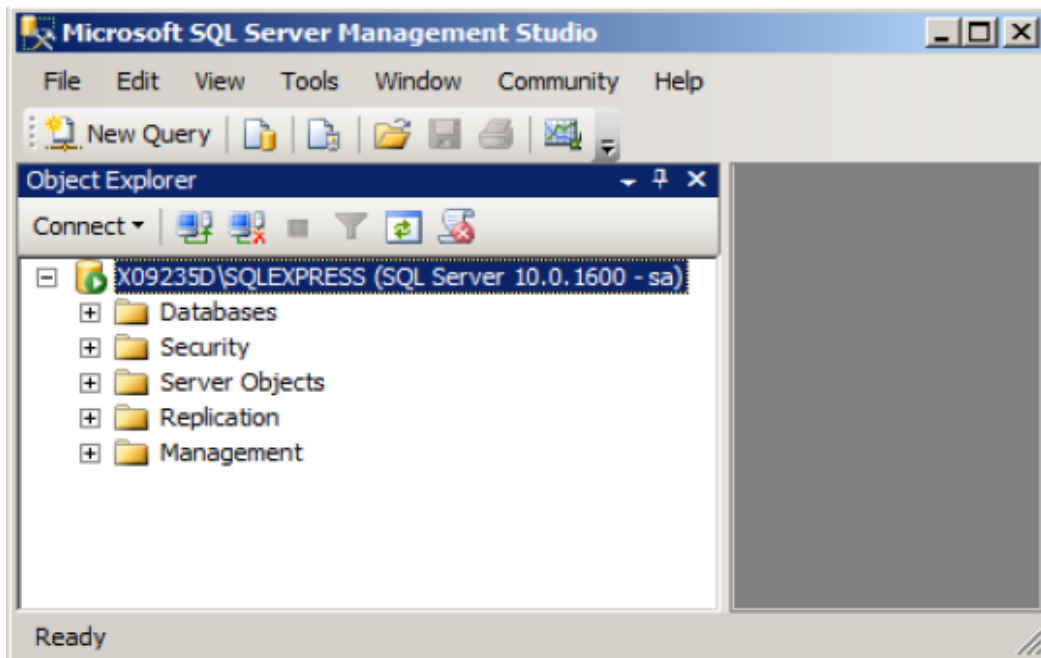 Microsoft SQL Server Management Studio
File Edit View Tools Window Community Help
New Query
Object Explorer
Connect
X09235D\SQLEXPRESS (SQL Server 10.0.1600 - sa)
Databases
Security
Server Objects
Replication
Management
Ready